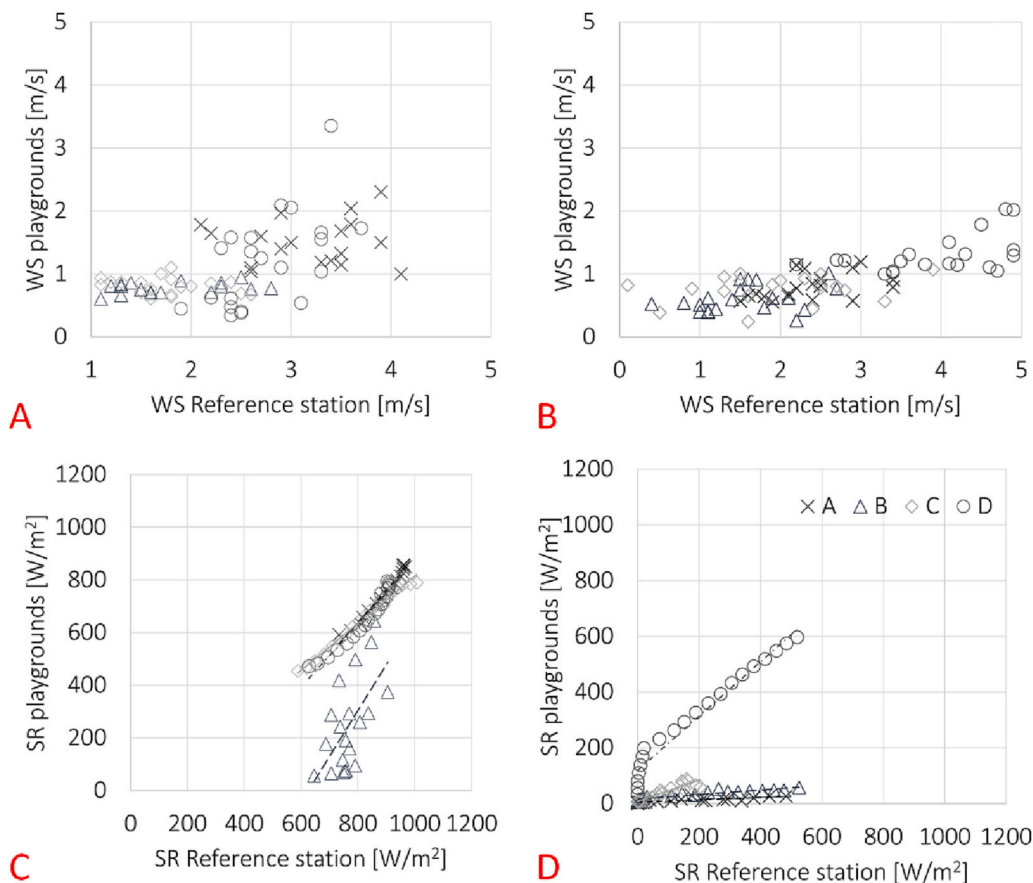 5
4
3
2
1
0
WS playgrounds [m/s]
1 2 3 4 5
WS Reference station [m/s]
A
5
4
3
2
1
0
WS playgrounds [m/s]
0 1 2 3 4 5
WS Reference station [m/s]
B
1200
1000
800
600
400
200
0
SR playgrounds [W/m²]
0 200 400 600 800 1000 1200
SR Reference station [W/m²]
C
1200
1000
800
600
400
200
0
SR playgrounds [W/m²]
A B C D
0 200 400 600 800 1000 1200
SR Reference station [W/m²]
D